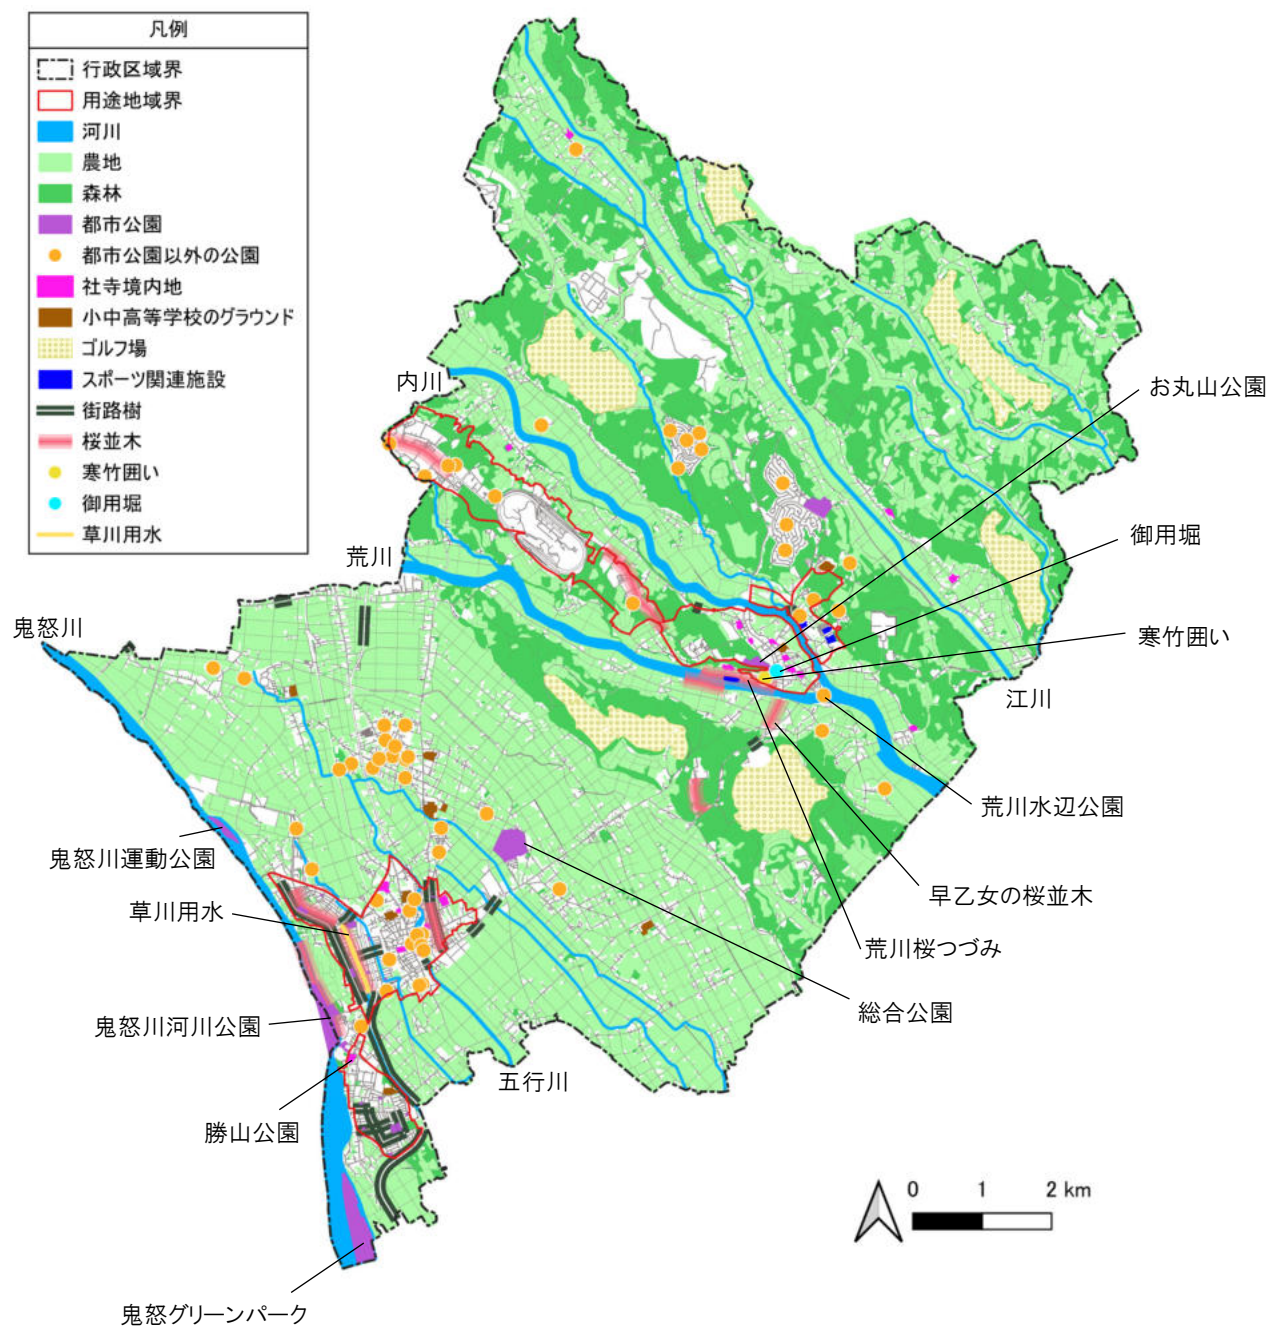 凡例
行政区域界
用途地域界
河川
農地
森林
都市公園
都市公園以外の公園
社寺境内地
小中高等学校のグラウンド
ゴルフ場
スポーツ関連施設
街路樹
桜並木
寒竹囲い
御用堀
草川用水
内川
お丸山公園
御用堀
荒川
鬼怒川
寒竹囲い
江川
荒川水辺公園
鬼怒川運動公園
早乙女の桜並木
草川用水
荒川桜つづみ
総合公園
鬼怒川河川公園
五行川
勝山公園
0 1 2 km
鬼怒グリーンパーク